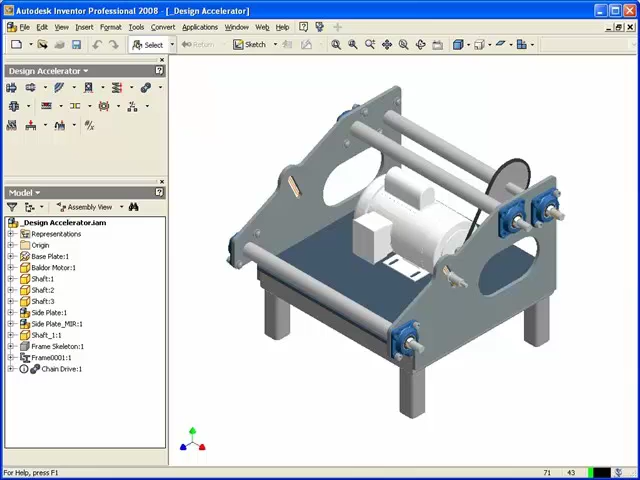 Autodesk Inventor Professional 2008 - [_Design Accelerator]
File Edit View Insert Format Tools Convert Applications Window Web Help
Select Return Sketch
Design Accelerator
Model
Assembly View
_Design Accelerator.iam
Representations
Origin
Base Plate:1
Baldor Motor:1
Shaft:1
Shaft:2
Shaft:3
Side Plate:1
Side Plate_MIR:1
Shaft_1:1
Frame Skeleton:1
Frame0001:1
Chain Drive:1
For Help, press F1 71 43